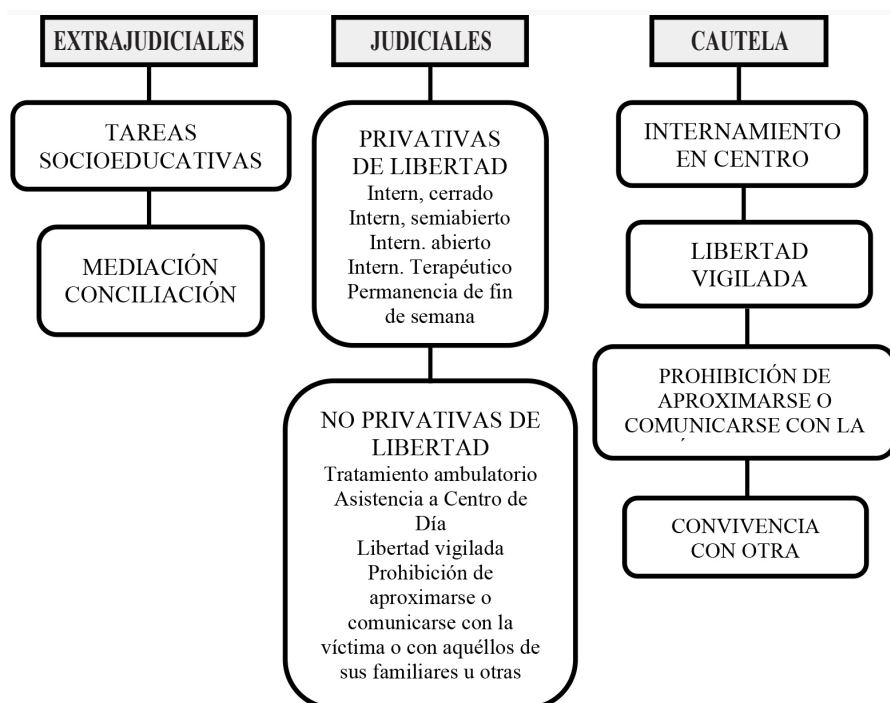 EXTRAJUDICIALES
TAREAS
SOCIOEDUCATIVAS
MEDIACIÓN
CONCILIACIÓN
JUDICIALES
PRIVATIVAS
DE LIBERTAD
Intern, cerrado
Intern, semiabierto
Intern. abierto
Intern. Terapéutico
Permanencia de fin
de semana
NO PRIVATIVAS DE
LIBERTAD
Tratamiento ambulatorio
Asistencia a Centro de
Día
Libertad vigilada
Prohibición de
aproximarse o
comunicarse con la
víctima o con aquéllos de
sus familiares u otras
CAUTELA
INTERNAMIENTO
EN CENTRO
LIBERTAD
VIGILADA
PROHIBICIÓN DE
APROXIMARSE O
COMUNICARSE CON LA
CONVIVENCIA
CON OTRA